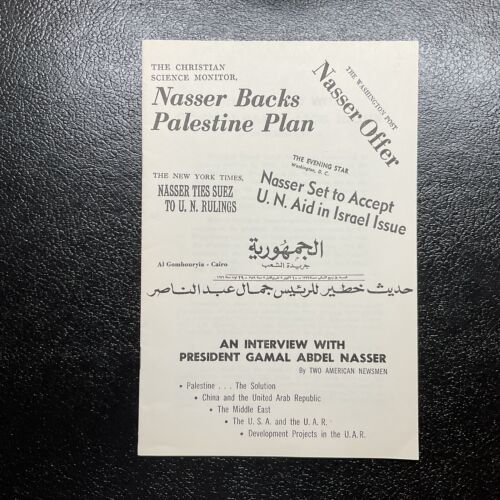 THE CHRISTIAN
SCIENCE MONITOR,
Nasser Backs
Palestine Plan
THE WASHINGTON POST
Nasser Offer
THE NEW YORK TIMES,
NASSER TIES SUEZ
TO U. N. RULINGS
THE EVENING STAR
Washington, D. C.
Nasser Set to Accept
U. N. Aid in Israel Issue
الجمهورية
جريدة الشعب
Al Gomhouryia - Cairo
حديث خطير للرئيس جمال عبد الناصر
AN INTERVIEW WITH
PRESIDENT GAMAL ABDEL NASSER
By TWO AMERICAN NEWSMEN
• Palestine . . . The Solution
• China and the United Arab Republic
• The Middle East
• The U. S. A. and the U. A. R.
• Development Projects in the U.A.R.